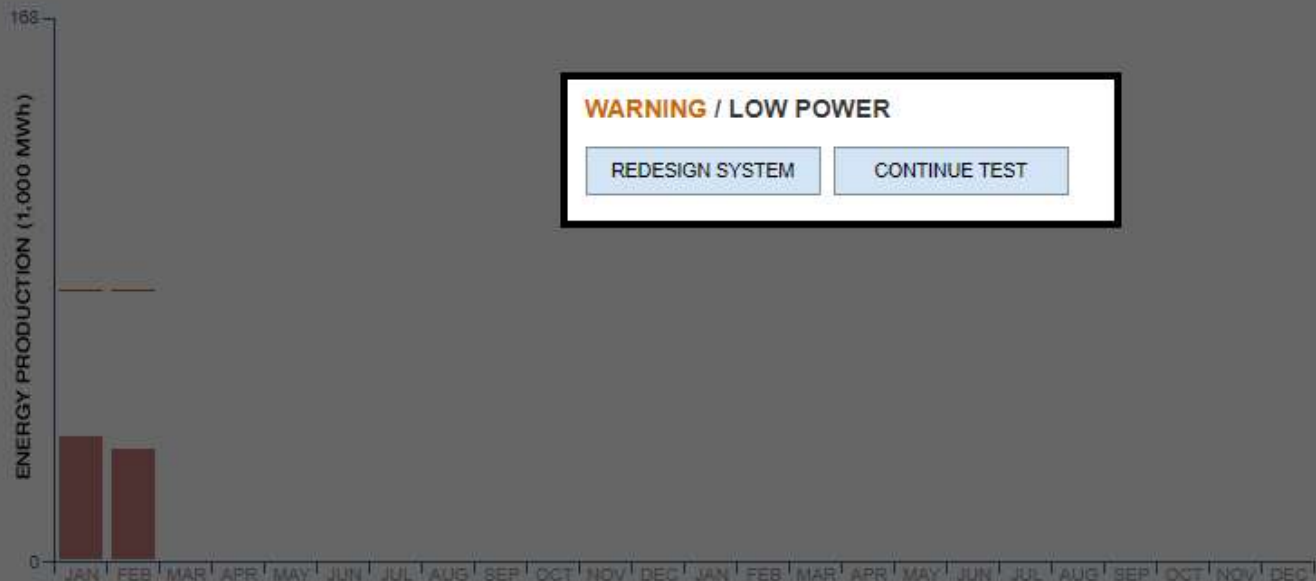 168
ENERGY PRODUCTION (1,000 MWh)
WARNING / LOW POWER
REDESIGN SYSTEM CONTINUE TEST
0
JAN FEB MAR APR MAY JUN JUL AUG SEP OCT NOV DEC JAN FEB MAR APR MAY JUN JUL AUG SEP OCT NOV DEC